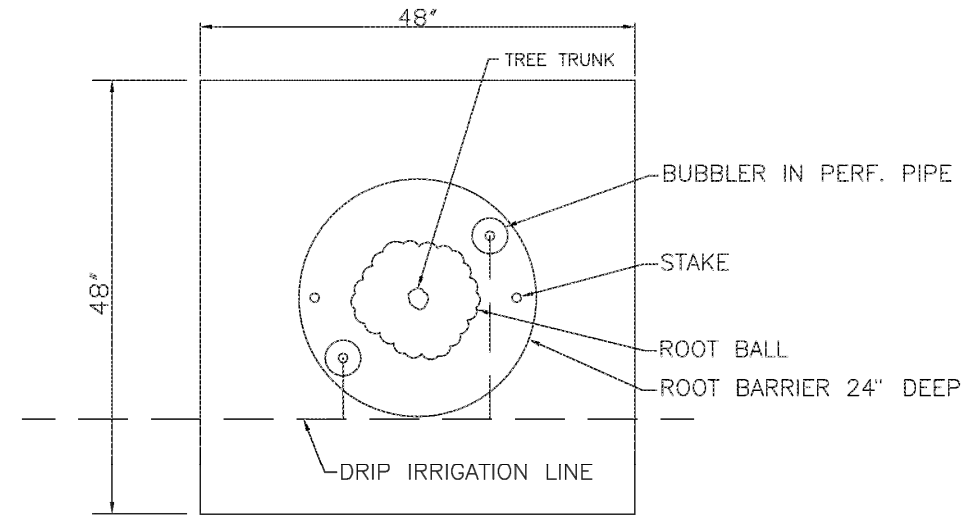 48"
TREE TRUNK
BUBBLER IN PERF. PIPE
STAKE
48"
ROOT BALL
ROOT BARRIER 24" DEEP
DRIP IRRIGATION LINE